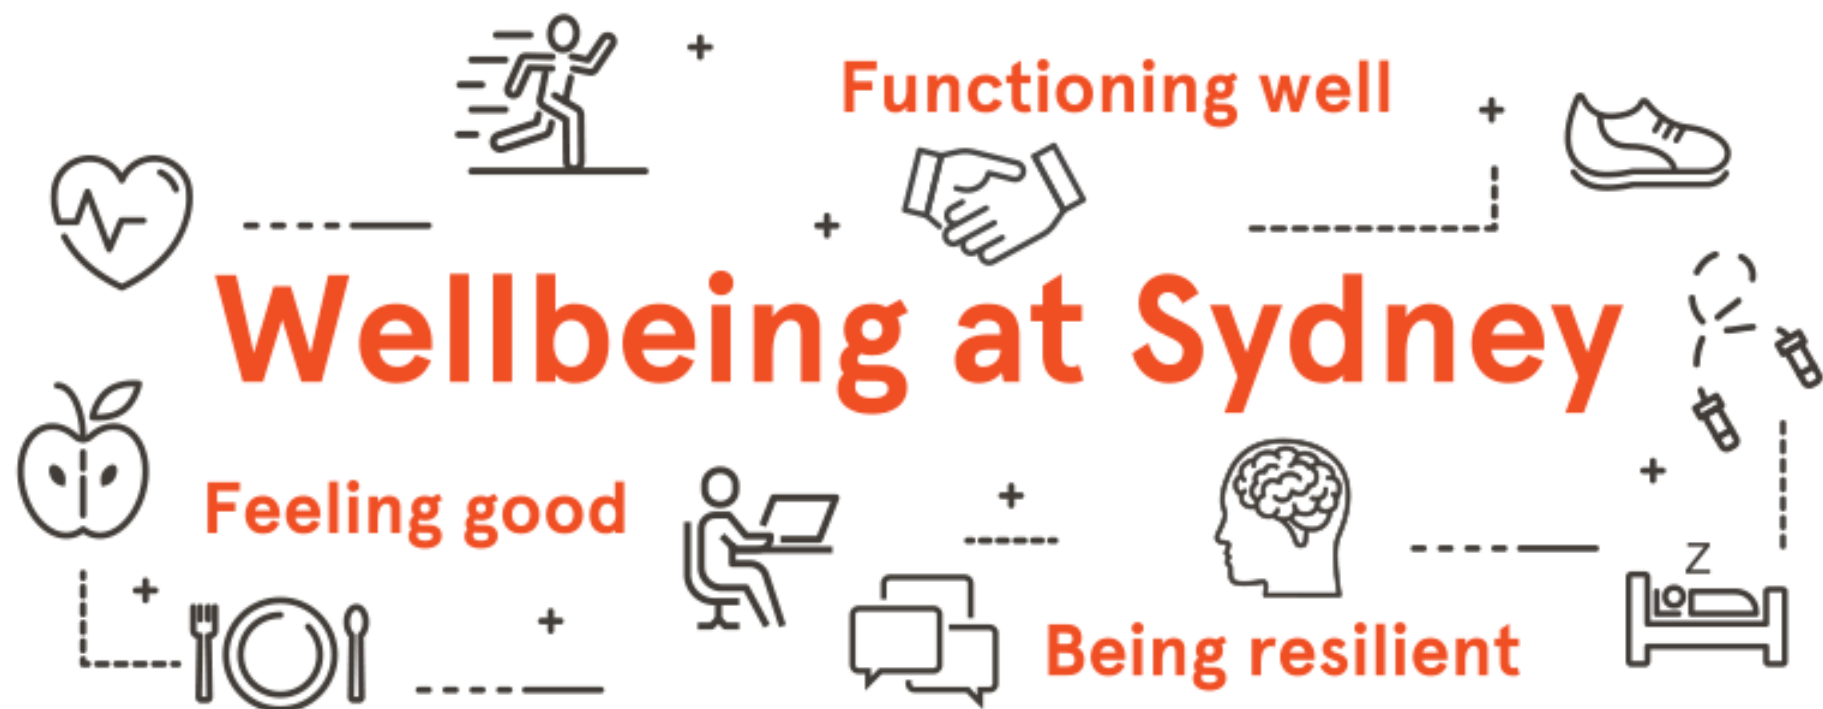 Functioning well
Wellbeing at Sydney
Feeling good
Z
Being resilient